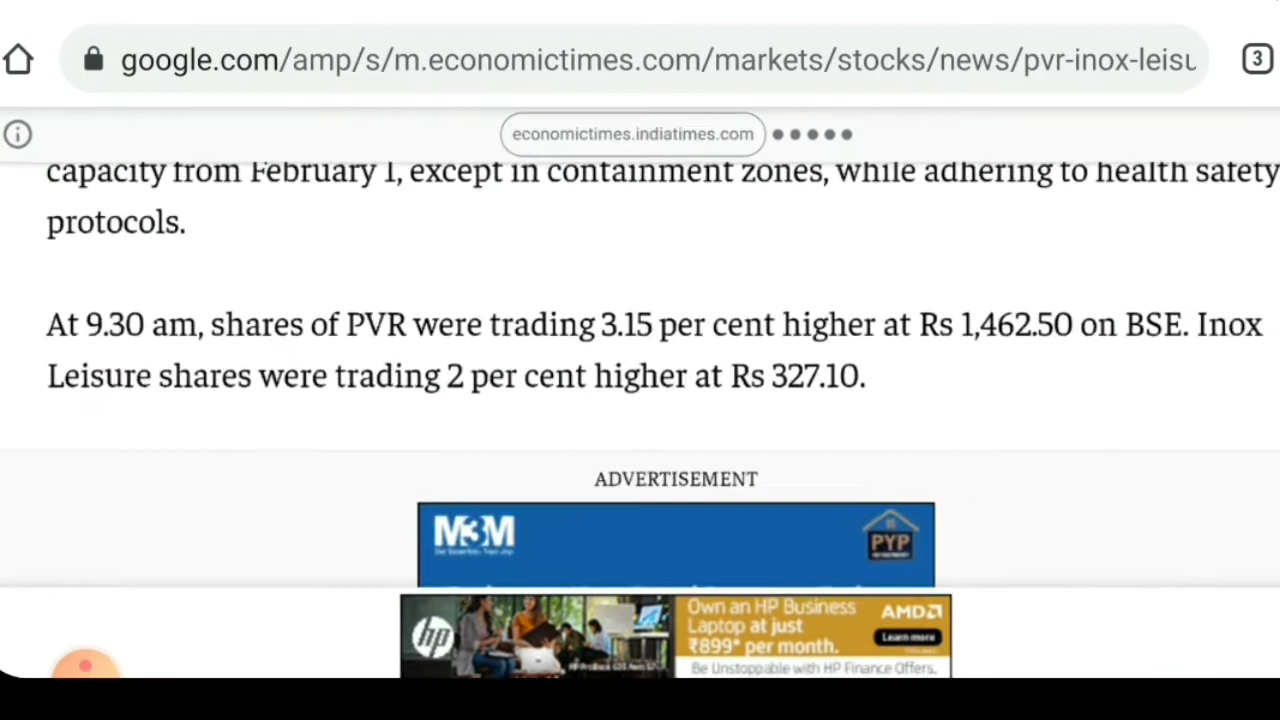 google.com/amp/s/m.economictimes.com/markets/stocks/news/pvr-inox-leisu
3
economictimes.indiatimes.com
capacity from February 1, except in containment zones, while adhering to health safety
protocols.
At 9.30 am, shares of PVR were trading 3.15 per cent higher at Rs 1,462.50 on BSE. Inox
Leisure shares were trading 2 per cent higher at Rs 327.10.
ADVERTISEMENT
M3M
PYP
hp
Own an HP Business
Laptop at just
₹899* per month.
AMD
Learn more
Be Unstoppable with HP Finance Offers.